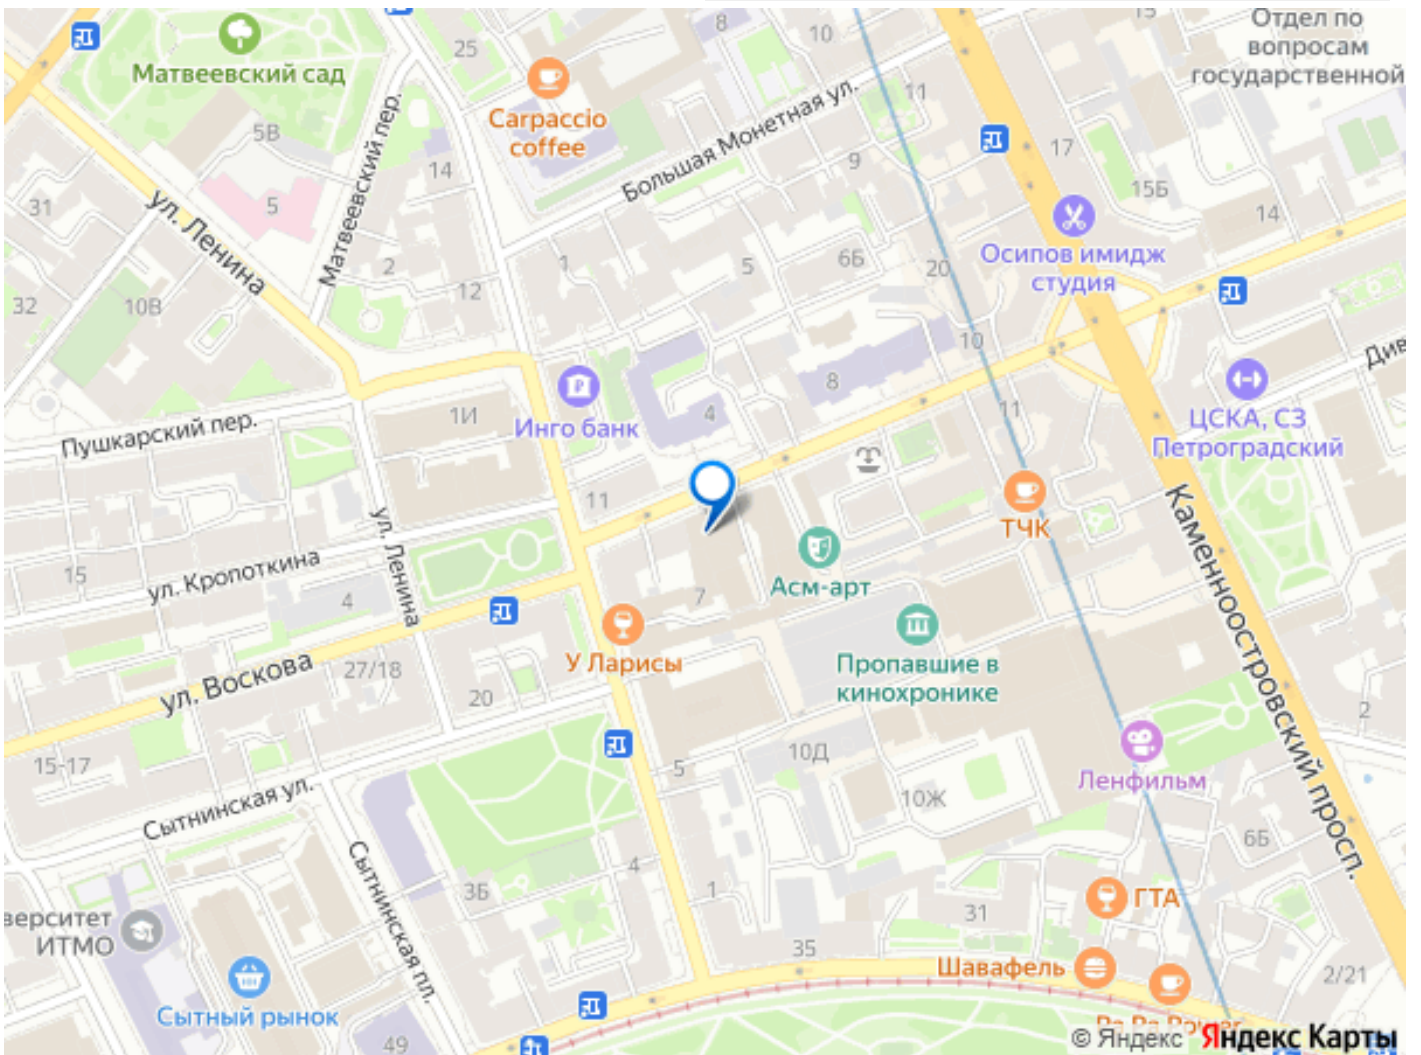 8
15
Отдел по
вопросам
государственной
25
10
Матвеевский сад
Carpaccio
coffee
11
Большая Монетная ул.
5В
Матвеевский пер.
14
9
17
15Б
31
5
ул. Ленина
14
Осипов имидж
студия
2
1
5
6Б
20
12
32
10В
10
Див
8
1И
4
11
Инго банк
ЦСКА, СЗ
Петроградский
Пушкарский пер.
11
ТЧК
Каменноостровский просп.
ул. Ленина
15
ул. Кропоткина
4
7
Асм-арт
У Ларисы
Пропавшие в
кинохронике
ул. Воскова
27/18
20
2
15-17
5
10Д
Ленфильм
10Ж
Сытнинская ул.
6Б
4
3Б
1
Сытнинская пл.
ГТА
31
верситет
ИТМО
35
Шавафель
2/21
Сытный рынок
49
© Яндекс Яндекс Карты